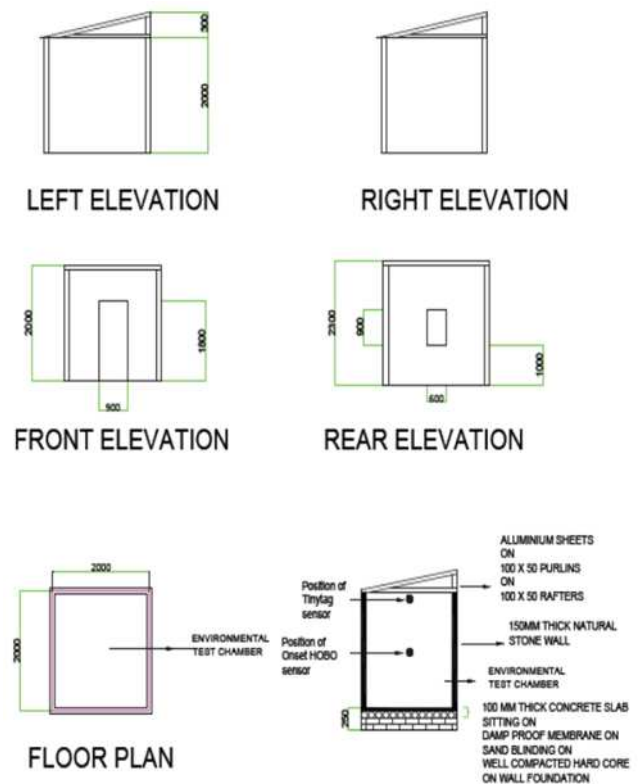 300
2000
LEFT ELEVATION
RIGHT ELEVATION
2000
1800
900
FRONT ELEVATION
2300
900
1000
600
REAR ELEVATION
2000
2000
ENVIRONMENTAL
TEST CHAMBER
FLOOR PLAN
Position of
Tinytag
sensor
Position of
Onset HOBO
sensor
ALUMINIUM SHEETS
ON
100 X 50 PURLINS
ON
100 X 50 RAFTERS
150MM THICK NATURAL
STONE WALL
ENVIRONMENTAL
TEST CHAMBER
250
100 MM THICK CONCRETE SLAB
SITTING ON
DAMP PROOF MEMBRANE ON
SAND BLINDING ON
WELL COMPACTED HARD CORE
ON WALL FOUNDATION